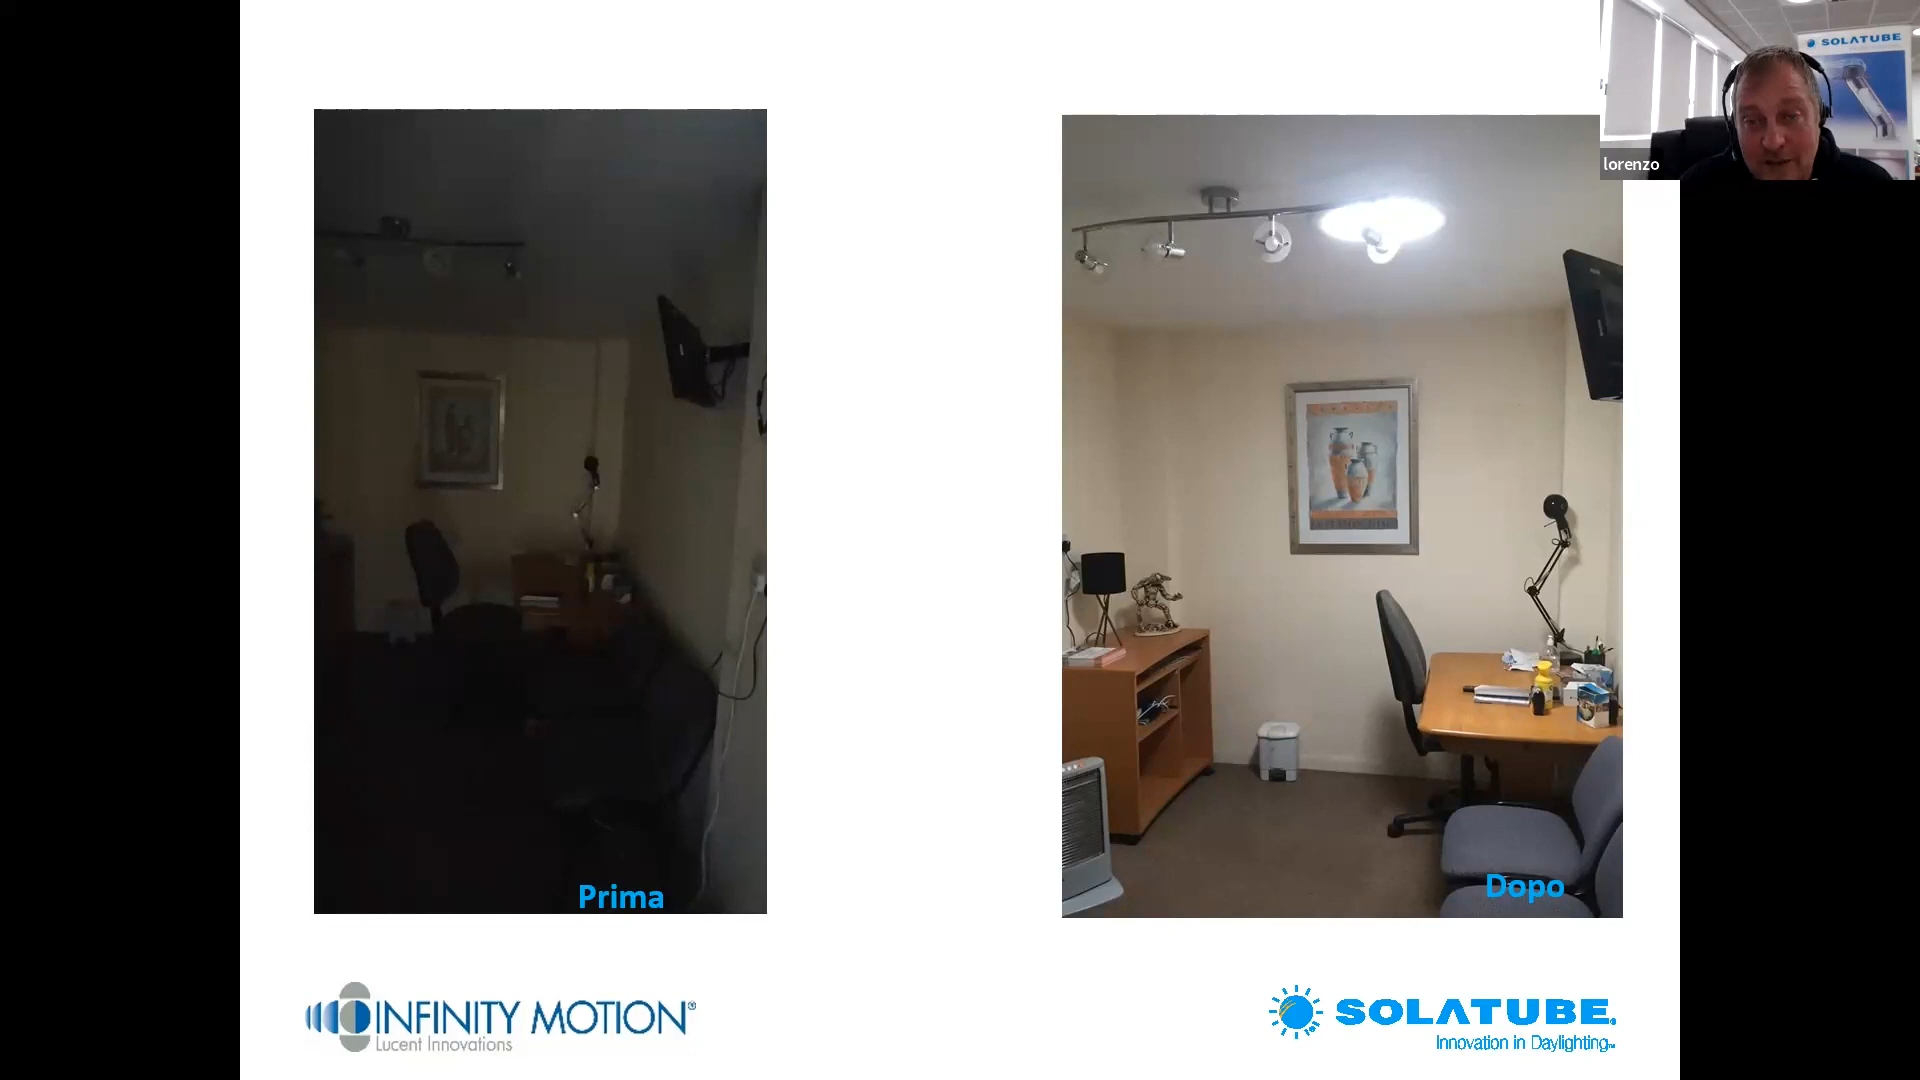 SOLATUBE
lorenzo
Prima
Dopo
INFINITY MOTION®
Lucent Innovations
SOLATUBE.
Innovation in Daylighting™